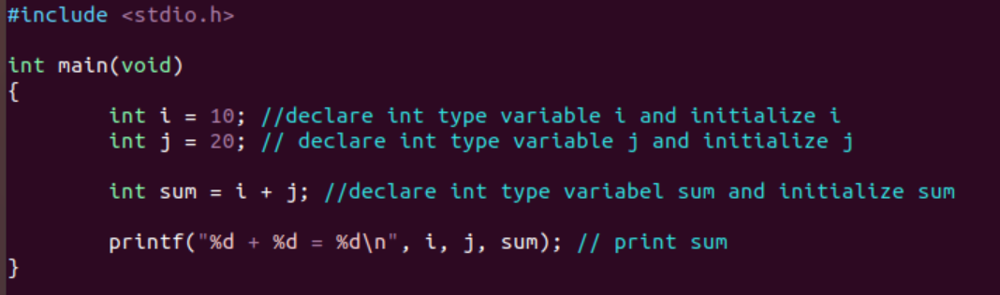 #include <stdio.h>
int main(void)
{
int i = 10; //declare int type variable i and initialize i
int j = 20; // declare int type variable j and initialize j
int sum = i + j; //declare int type variabel sum and initialize sum
printf("%d + %d = %d\n", i, j, sum); // print sum
}